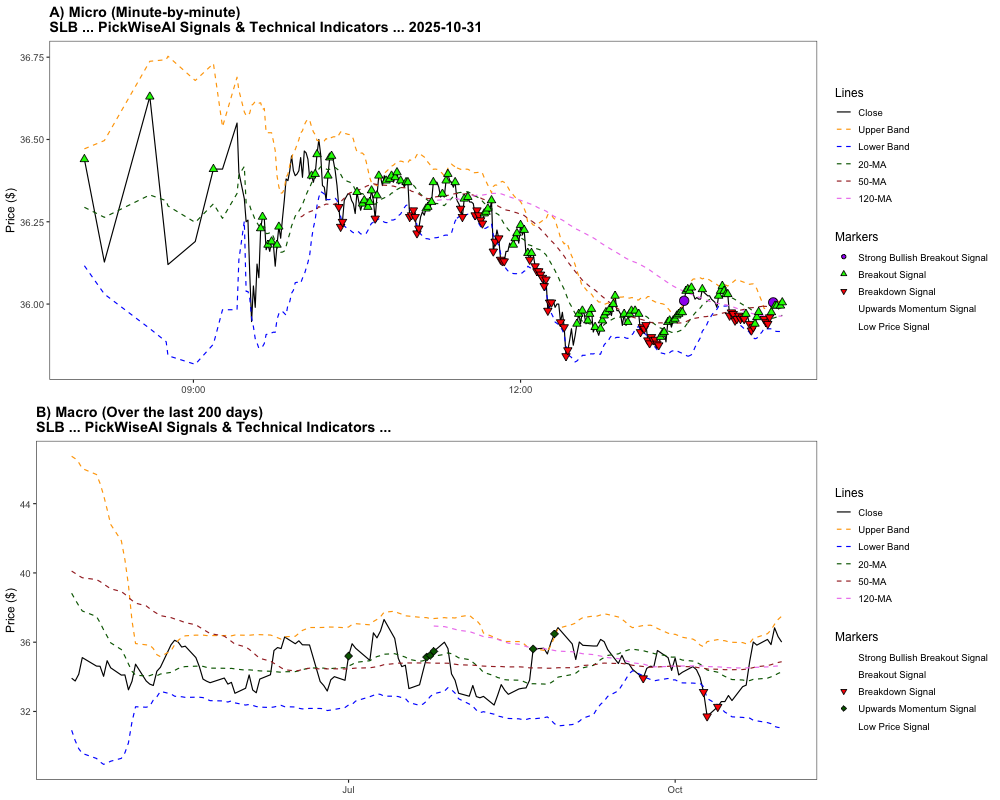 A) Micro (Minute-by-minute)
SLB ... PickWiseAI Signals & Technical Indicators ... 2025-10-31
Price ($)
36.75
36.50
36.25
36.00
09:00
12:00
Lines
Close
Upper Band
Lower Band
20-MA
50-MA
120-MA
Markers
Strong Bullish Breakout Signal
Breakout Signal
Breakdown Signal
Upwards Momentum Signal
Low Price Signal
B) Macro (Over the last 200 days)
SLB ... PickWiseAI Signals & Technical Indicators ...
Price ($)
44
40
36
32
Jul
Oct
Lines
Close
Upper Band
Lower Band
20-MA
50-MA
120-MA
Markers
Strong Bullish Breakout Signal
Breakout Signal
Breakdown Signal
Upwards Momentum Signal
Low Price Signal